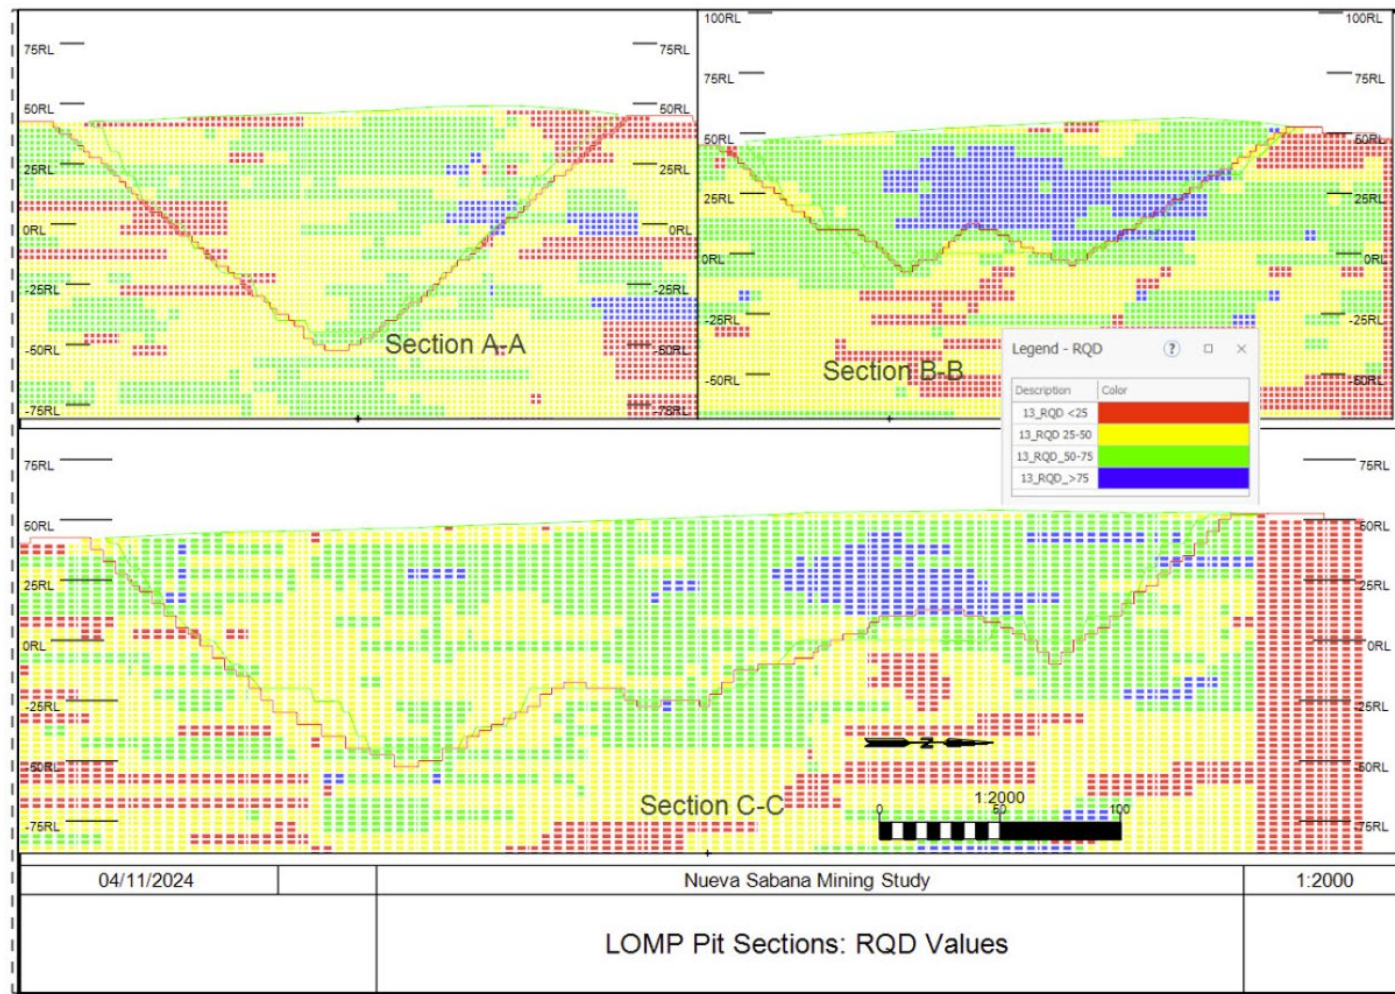 100RL 100RL
75RL 75RL 75RL 75RL
50RL 50RL 50RL 50RL
25RL 25RL 25RL 25RL
0RL 0RL 0RL 0RL
-25RL -25RL -25RL -25RL
-50RL -50RL -50RL -50RL
-75RL -75RL
Section A-A
Section B-B
Legend - RQD ?
Description Color
13_RQD <25
13_RQD 25-50
13_RQD_50-75
13_RQD_>75
75RL 75RL
50RL 50RL
25RL 25RL
0RL 0RL
-25RL -25RL
-50RL -50RL
-75RL -75RL
N
Section C-C
1:2000
0 50 100
04/11/2024 Nueva Sabana Mining Study 1:2000
LOMP Pit Sections: RQD Values